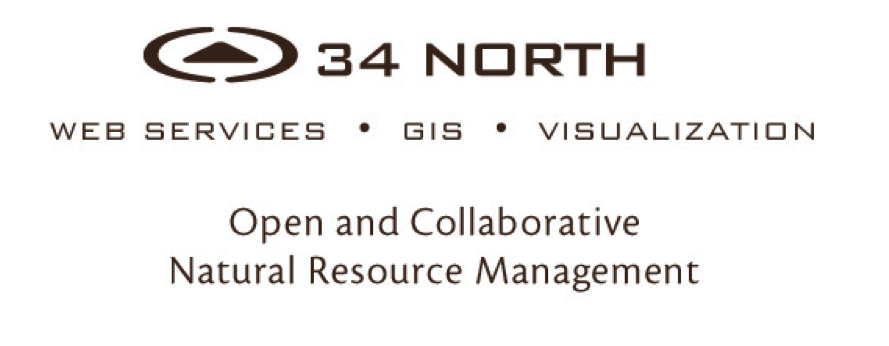 34 NORTH
WEB SERVICES • GIS • VISUALIZATION
Open and Collaborative
Natural Resource Management